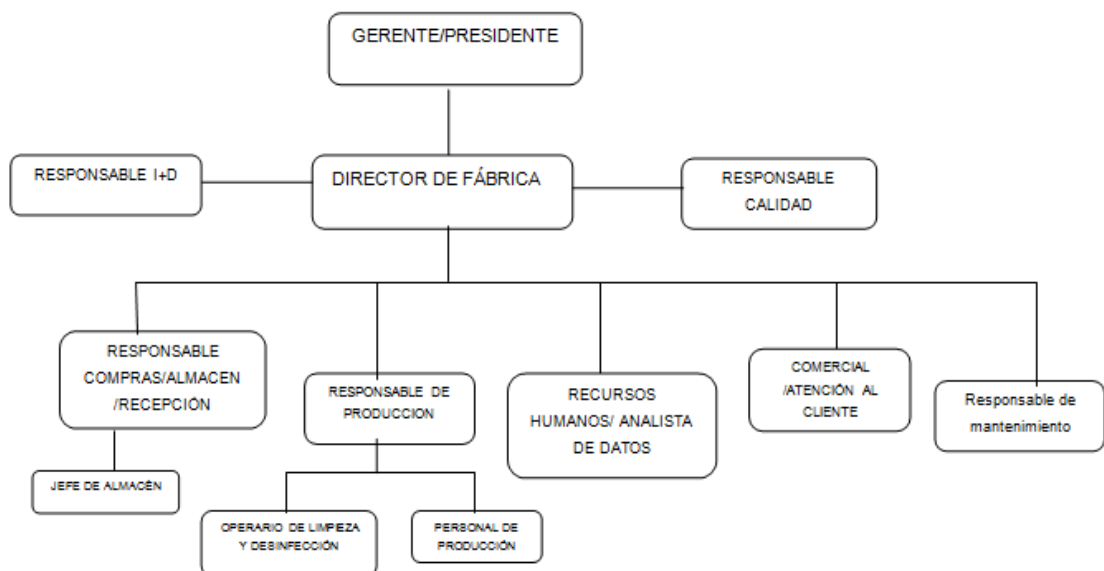 GERENTE/PRESIDENTE
RESPONSABLE I+D
DIRECTOR DE FÁBRICA
RESPONSABLE
CALIDAD
RESPONSABLE
COMPRAS/ALMACEN
/RECEPCIÓN
RESPONSABLE DE
PRODUCCION
RECURSOS
HUMANOS/ ANALISTA
DE DATOS
COMERCIAL
/ATENCIÓN AL
CLIENTE
Responsable de
mantenimiento
JEFE DE ALMACÉN
OPERARIO DE LIMPIEZA
Y DESINFECCIÓN
PERSONAL DE
PRODUCCIÓN